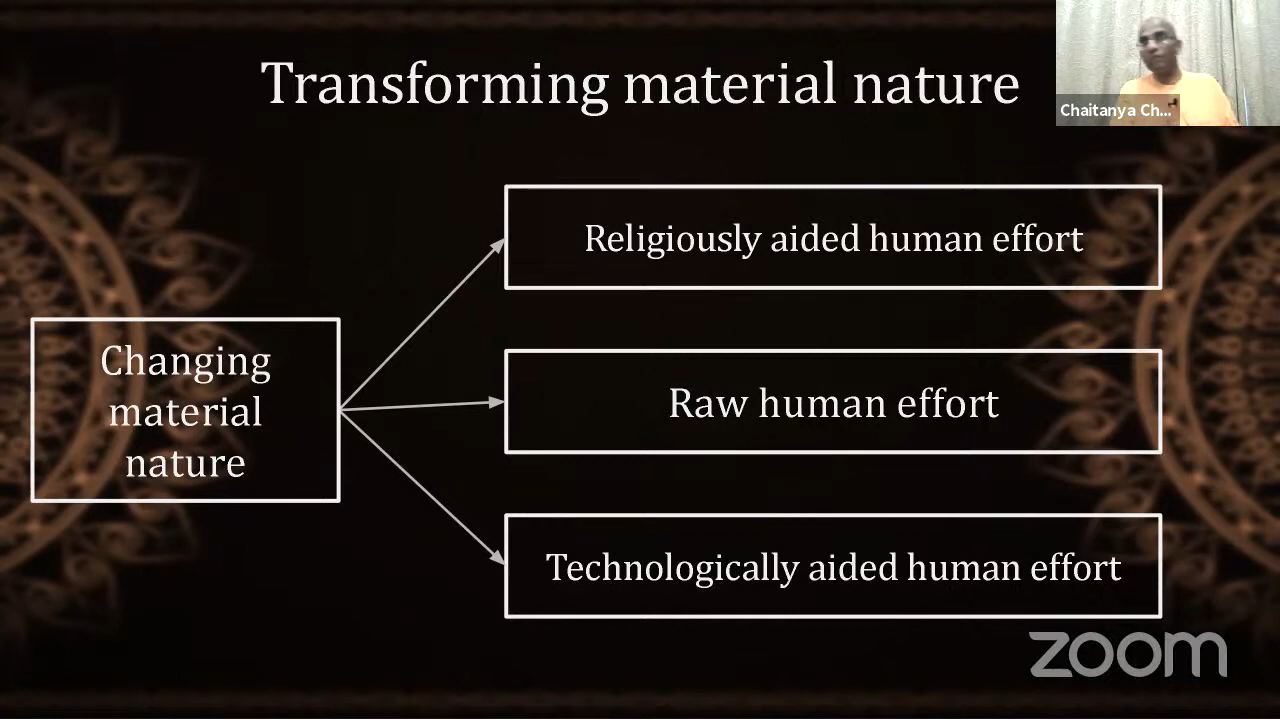 Transforming material nature
Chaitanya Ch...
Religiously aided human effort
Changing
material
nature
Raw human effort
Technologically aided human effort
zoom